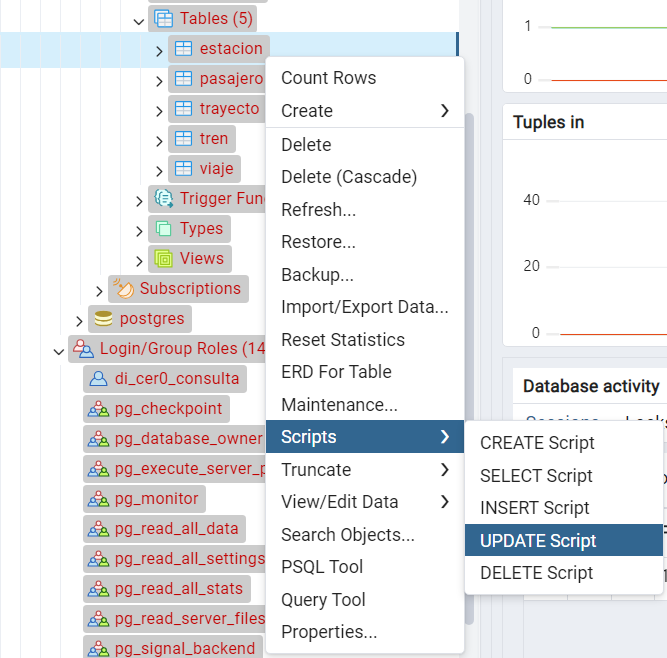 Tables (5)
estacion
pasajero
trayecto
tren
viaje
Trigger Fun
Types
Views
Subscriptions
postgres
Login/Group Roles (14
di_cer0_consulta
pg_checkpoint
pg_database_owner
pg_execute_server_p
pg_monitor
pg_read_all_data
pg_read_all_settings
pg_read_all_stats
pg_read_server_files
pg_signal_backend
Count Rows
Create
Delete
Delete (Cascade)
Refresh...
Restore...
Backup...
Import/Export Data...
Reset Statistics
ERD For Table
Maintenance...
Scripts
Truncate
View/Edit Data
Search Objects...
PSQL Tool
Query Tool
Properties...
CREATE Script
SELECT Script
INSERT Script
UPDATE Script
DELETE Script
1
0
Tuples in
40
20
0
Database activity